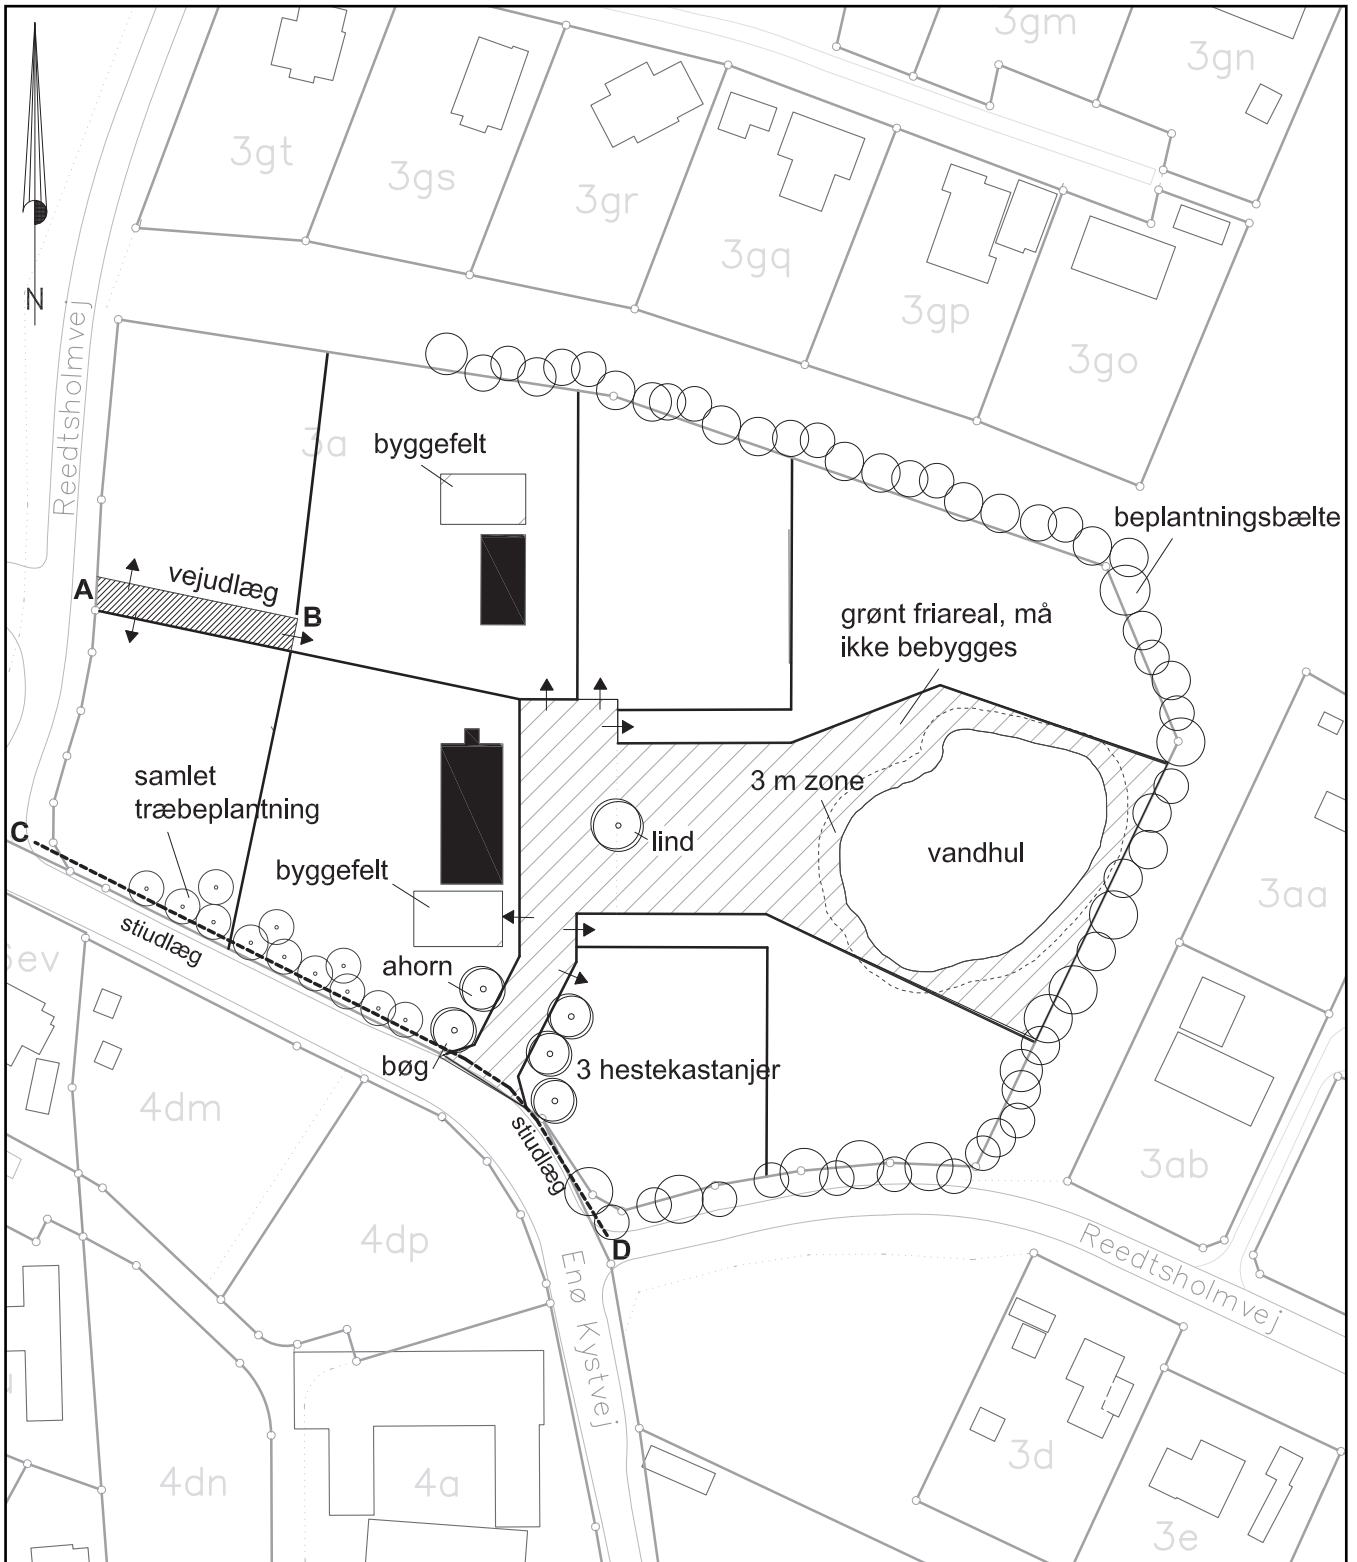 3gm
3gn
3gt
3gs
3gr
3gq
3gp
3go
N
Reedtsholmvej
3a
byggefelt
beplantningsbælte
A
vejudlæg
B
grønt friareal, må
ikke bebygges
samlet
træbeplantning
3 m zone
C
lind
vandhul
byggefelt
3aa
stiudlæg
6ev
ahorn
bøg
3 hestekastanjer
4dm
stiudlæg
3ab
4dp
D
Reedtsholmvej
Enø Kystvej
4dn
4a
3d
3e